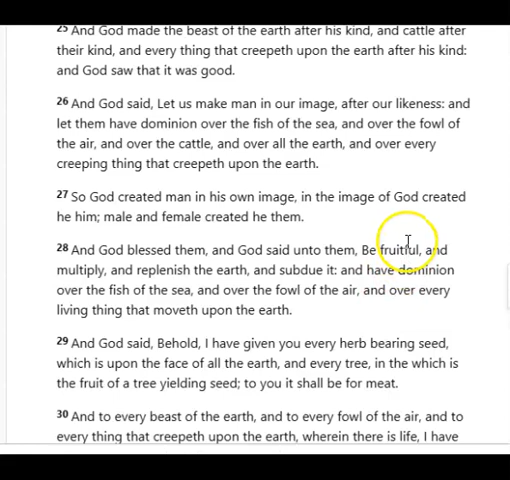 25 And God made the beast of the earth after his kind, and cattle after
their kind, and every thing that creepeth upon the earth after his kind:
and God saw that it was good.
26 And God said, Let us make man in our image, after our likeness: and
let them have dominion over the fish of the sea, and over the fowl of
the air, and over the cattle, and over all the earth, and over every
creeping thing that creepeth upon the earth.
27 So God created man in his own image, in the image of God created
he him; male and female created he them.
28 And God blessed them, and God said unto them, Be fruitful, and
multiply, and replenish the earth, and subdue it: and have dominion
over the fish of the sea, and over the fowl of the air, and over every
living thing that moveth upon the earth.
29 And God said, Behold, I have given you every herb bearing seed,
which is upon the face of all the earth, and every tree, in the which is
the fruit of a tree yielding seed; to you it shall be for meat.
30 And to every beast of the earth, and to every fowl of the air, and to
every thing that creepeth upon the earth, wherein there is life, I have